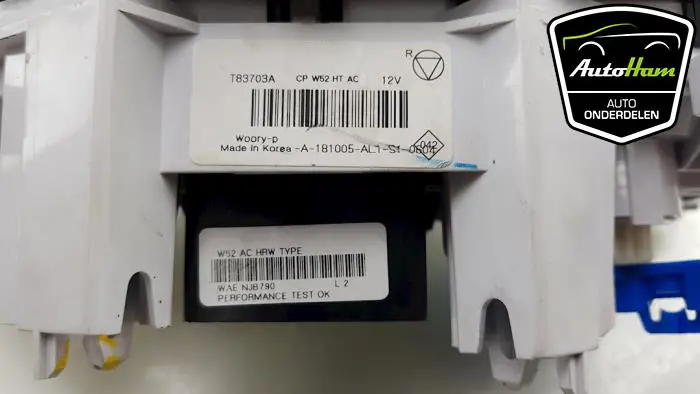 T83703A CP W52 HT AC 12V
R
Woory-p
Made in Korea -A-181005-AL1-S1-0604
042
W52 AC HRW TYPE
WAE NJB790 L 2
PERFORMANCE TEST OK
AutoHam
AUTO
ONDERDELEN